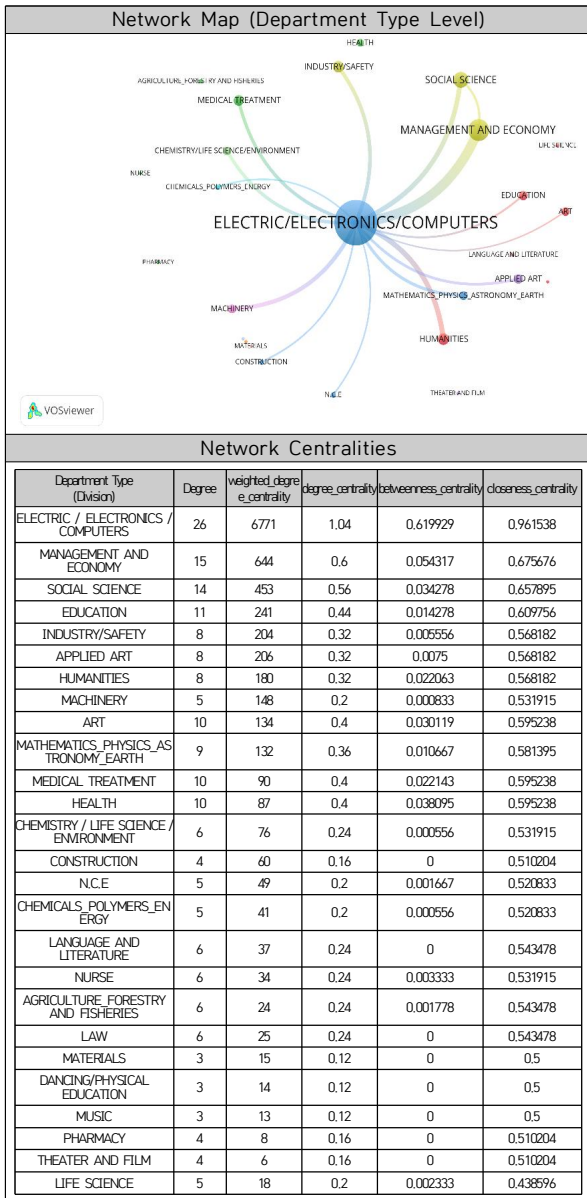 Network Map (Department Type Level)
HEALTH
INDUSTRY/SAFETY
AGRICULTURE_FORESTRY AND FISHERIES
SOCIAL SCIENCE
MEDICAL TREATMENT
MANAGEMENT AND ECONOMY
LIFE SCIENCE
CHEMISTRY/LIFE SCIENCE/ENVIRONMENT
NURSE
CHEMICALS_POLYMERS_ENERGY
EDUCATION
ART
ELECTRIC/ELECTRONICS/COMPUTERS
LANGUAGE AND LITERATURE
PHARMACY
APPLIED ART
MATHEMATICS_PHYSICS_ASTRONOMY_EARTH
MACHINERY
HUMANITIES
MATERIALS
CONSTRUCTION
N.C.E
THEATER AND FILM
VOSviewer
Network Centralities
Department Type
(Division) Degree weighted_degre
e_centrality degree_centrality betweenness_centrality closeness_centrality
ELECTRIC / ELECTRONICS /
COMPUTERS 26 6771 1,04 0,619929 0,961538
MANAGEMENT AND
ECONOMY 15 644 0,6 0,054317 0,675676
SOCIAL SCIENCE 14 453 0,56 0,034278 0,657895
EDUCATION 11 241 0,44 0,014278 0,609756
INDUSTRY/SAFETY 8 204 0,32 0,005556 0,568182
APPLIED ART 8 206 0,32 0,0075 0,568182
HUMANITIES 8 180 0,32 0,022063 0,568182
MACHINERY 5 148 0,2 0,000833 0,531915
ART 10 134 0,4 0,030119 0,595238
MATHEMATICS_PHYSICS_AS
TRONOMY_EARTH 9 132 0,36 0,010667 0,581395
MEDICAL TREATMENT 10 90 0,4 0,022143 0,595238
HEALTH 10 87 0,4 0,038095 0,595238
CHEMISTRY / LIFE SCIENCE /
ENVIRONMENT 6 76 0,24 0,000556 0,531915
CONSTRUCTION 4 60 0,16 0 0,510204
N,C,E 5 49 0,2 0,001667 0,520833
CHEMICALS_POLYMERS_EN
ERGY 5 41 0,2 0,000556 0,520833
LANGUAGE AND
LITERATURE 6 37 0,24 0 0,543478
NURSE 6 34 0,24 0,003333 0,531915
AGRICULTURE_FORESTRY
AND FISHERIES 6 24 0,24 0,001778 0,543478
LAW 6 25 0,24 0 0,543478
MATERIALS 3 15 0,12 0 0,5
DANCING/PHYSICAL
EDUCATION 3 14 0,12 0 0,5
MUSIC 3 13 0,12 0 0,5
PHARMACY 4 8 0,16 0 0,510204
THEATER AND FILM 4 6 0,16 0 0,510204
LIFE SCIENCE 5 18 0,2 0,002333 0,438596